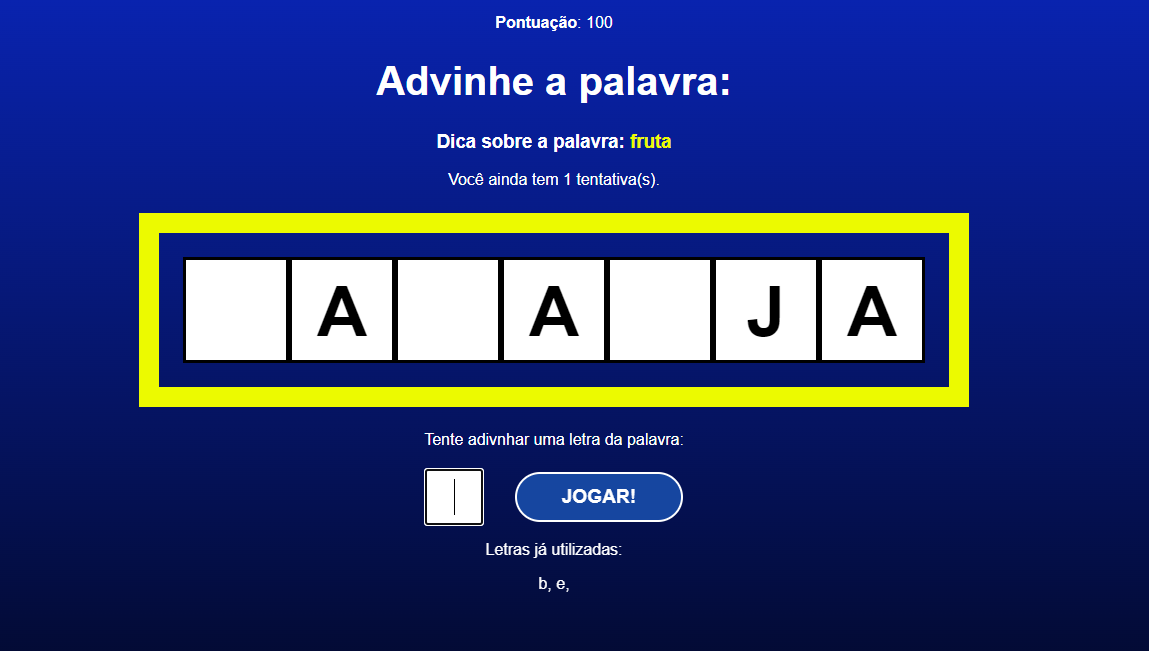 Pontuação: 100
Advinhe a palavra:
Dica sobre a palavra: fruta
Você ainda tem 1 tentativa(s).
A A J A
Tente adivnhar uma letra da palavra:
JOGAR!
Letras já utilizadas:
b, e,